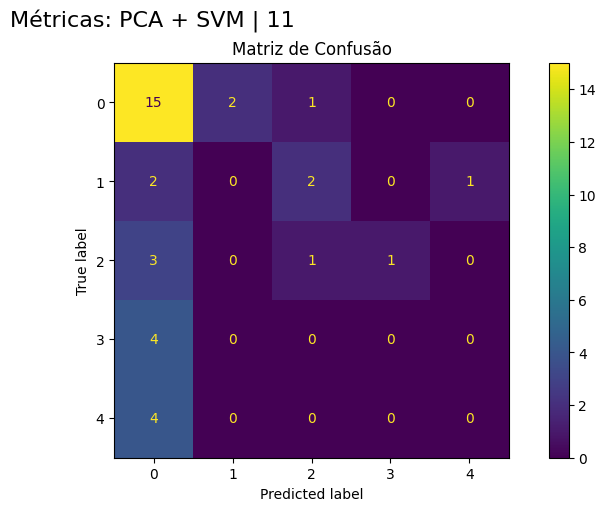 Métricas: PCA + SVM | 11
Matriz de Confusão
0 15 2 1 0 0
1 2 0 2 0 1
2 3 0 1 1 0
3 4 0 0 0 0
4 4 0 0 0 0
0 1 2 3 4
True label
Predicted label
14
12
10
8
6
4
2
0